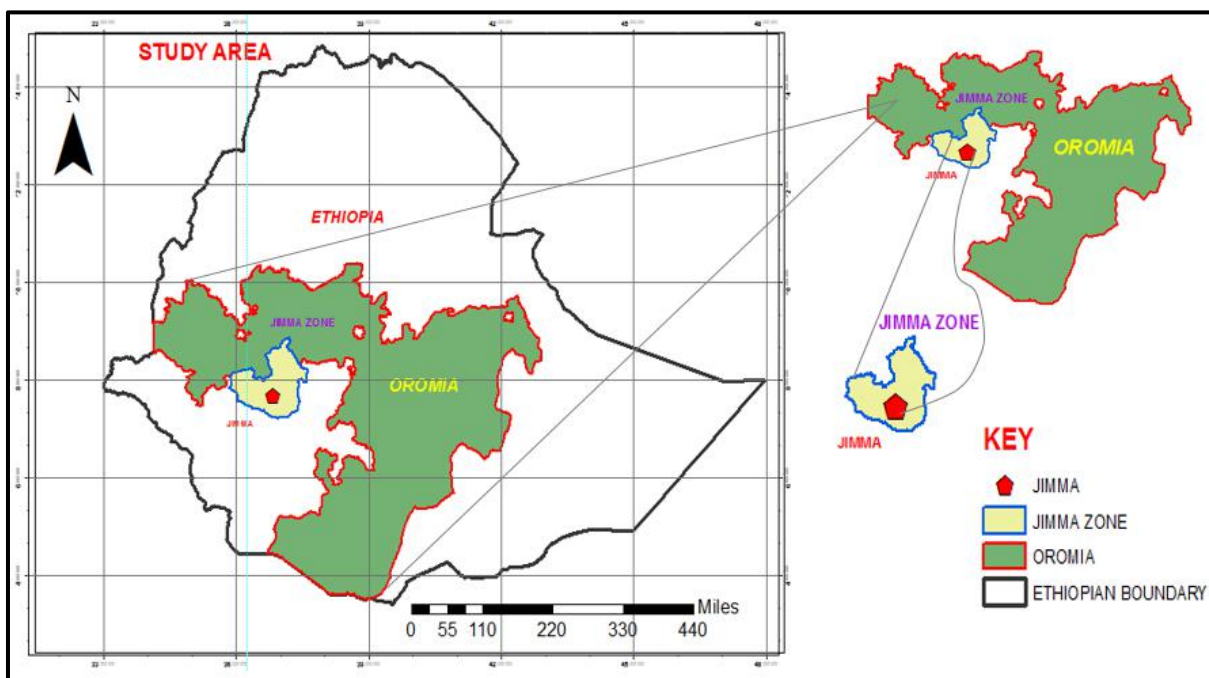 STUDY AREA
N
ETHIOPIA
JIMMA ZONE
OROMIA
JIMMA
Miles
0 55 110 220 330 440
JIMMA ZONE
OROMIA
JIMMA
JIMMA ZONE
JIMMA
KEY
JIMMA
JIMMA ZONE
OROMIA
ETHIOPIAN BOUNDARY